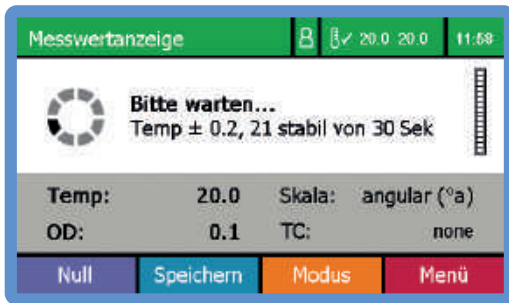 Messwertanzeige 8 ✓ 20.0 20.0 11:58
Bitte warten...
Temp ± 0.2, 21 stabil von 30 Sek
Temp: 20.0 Skala: angular (°a)
OD: 0.1 TC: none
Null Speichern Modus Menü